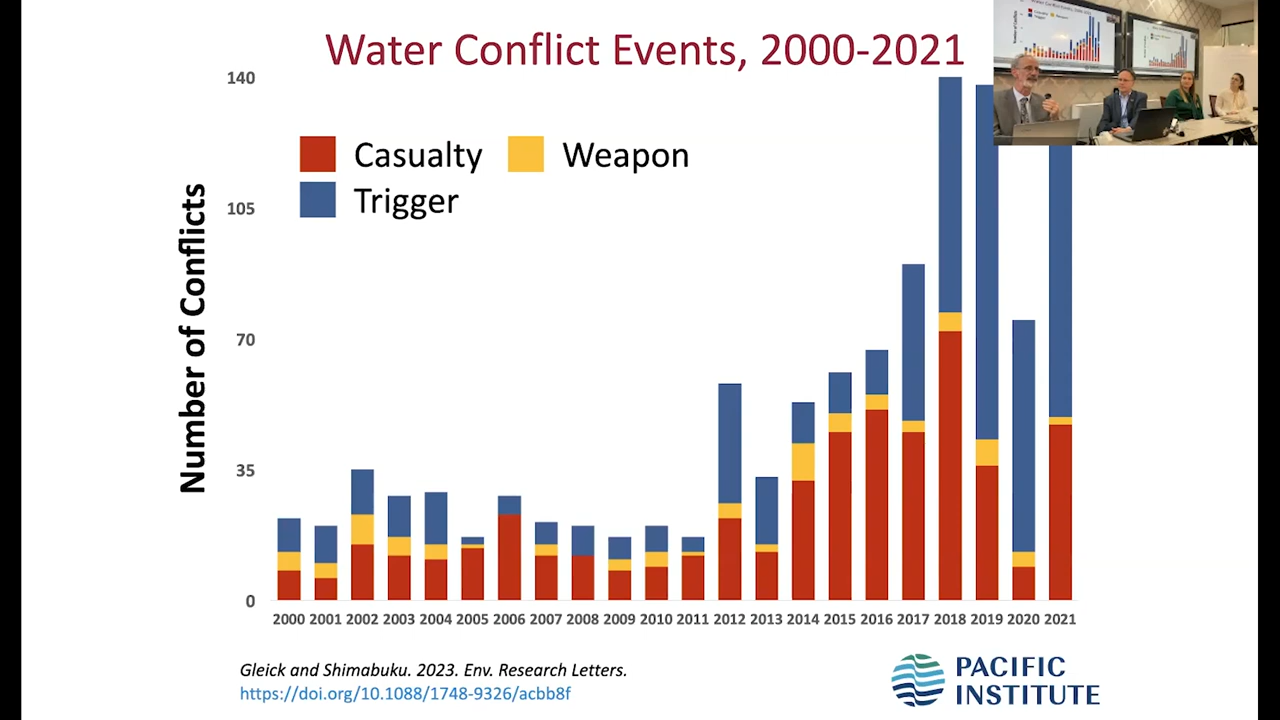 Water Conflict Events, 2000-2021
140
105
70
35
0
Number of Conflicts
Casualty
Weapon
Trigger
2000 2001 2002 2003 2004 2005 2006 2007 2008 2009 2010 2011 2012 2013 2014 2015 2016 2017 2018 2019 2020 2021
Gleick and Shimabuku. 2023. Env. Research Letters.
https://doi.org/10.1088/1748-9326/acbb8f
PACIFIC
INSTITUTE